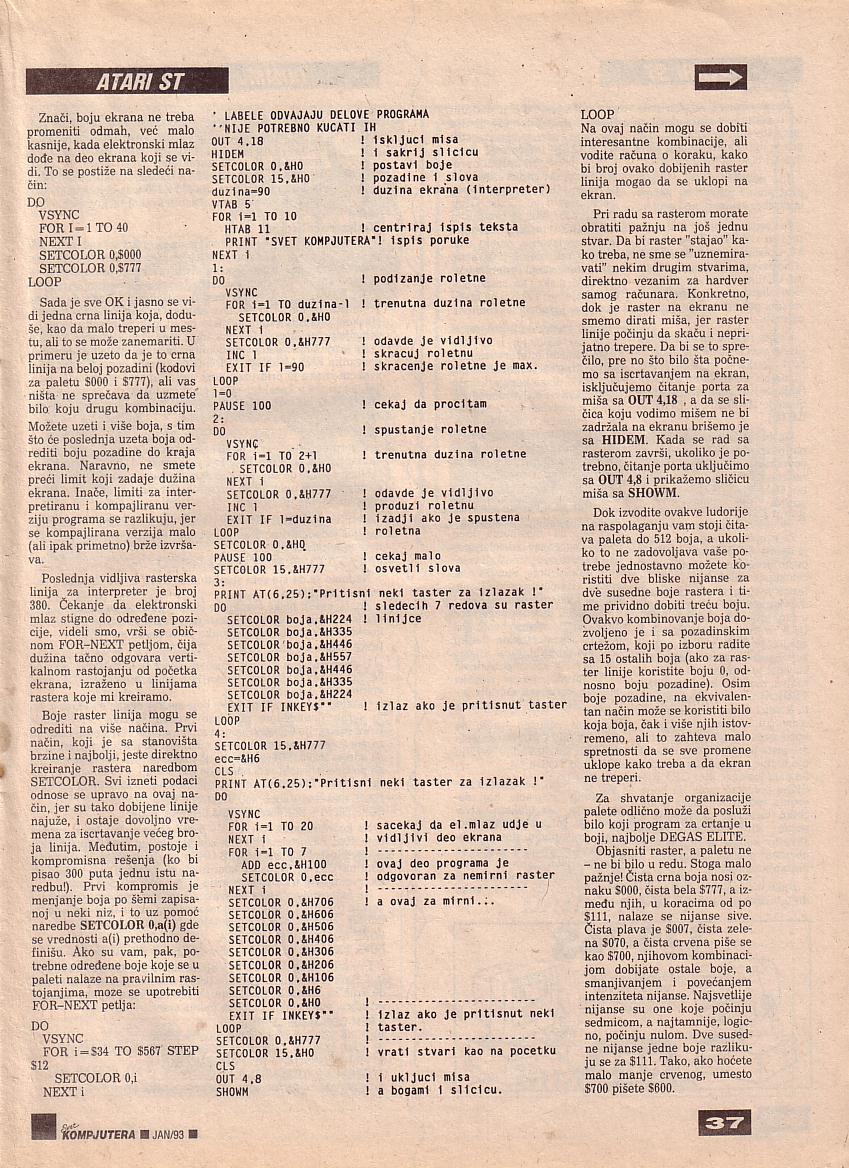 ATARI ST
Znači, boju ekrana ne treba
promeniti odmah, već malo
kasnije, kada elektronski mlaz
dođe na deo ekrana koji se vi-
di. To se postiže na sledeći na-
čin:
DO
VSYNC
FOR I=1 TO 40
NEXT I
SETCOLOR 0,$000
SETCOLOR 0,$777
LOOP
Sada je sve OK i jasno se vi-
di jedna crna linija koja, dodu-
še, kao da malo treperi u mes-
tu, ali to se može zanemariti. U
primeru je uzeto da je to crna
linija na beloj pozadini (kodovi
za paletu $000 i $777), ali vas
ništa ne sprečava da uzmete
bilo koju drugu kombinaciju.
Možete uzeti i više boja, s tim
što će poslednja uzeta boja od-
rediti boju pozadine do kraja
ekrana. Naravno, ne smete
preći limit koji zadaje dužina
ekrana. Inače, limiti za inter-
pretiranu i kompajliranu ver-
ziju programa se razlikuju, jer
se kompajlirana verzija malo
(ali ipak primetno) brže izvrša-
va.
Poslednja vidljiva rasterska
linija za interpreter je broj
380. Čekanje da elektronski
mlaz stigne do određene pozi-
cije, videli smo, vrši se obič-
nom FOR–NEXT petljom, čija
dužina tačno odgovara verti-
kalnom rastojanju od početka
ekrana, izraženo u linijama
rastera koje mi kreiramo.
Boje raster linija mogu se
odrediti na više načina. Prvi
način, koji je sa stanovišta
brzine i najbolji, jeste direktno
kreiranje rastera naredbom
SETCOLOR. Svi izneti podaci
odnose se upravo na ovaj na-
čin, jer su tako dobijene linije
najuže, i ostaje dovoljno vre-
mena za iscrtavanje većeg bro-
ja linija. Međutim, postoje i
kompromisna rešenja (ko bi
pisao 300 puta jednu istu na-
redbu!). Prvi kompromis je
menjanje boja po šemi zapisa-
noj u neki niz, i to uz pomoć
naredbe SETCOLOR 0,a(i) gde
se vrednosti a(i) prethodno de-
finišu. Ako su vam, pak, po-
trebne određene boje koje se u
paleti nalaze na pravilnim ras-
tojanjima, moze se upotrebiti
FOR–NEXT petlja:
DO
VSYNC
FOR i=$34 TO $567 STEP
$12
SETCOLOR 0,i
NEXT i
' LABELE ODVAJAJU DELOVE PROGRAMA
''NIJE POTREBNO KUCATI IH
OUT 4,18 ! iskljuci misa
HIDEM ! i sakrij slicicu
SETCOLOR 0,&H0 ! postavi boje
SETCOLOR 15,&H0 ! pozadine i slova
duzina=90 ! duzina ekrana (interpreter)
VTAB 5
FOR i=1 TO 10
HTAB 11 ! centriraj ispis teksta
PRINT "SVET KOMPJUTERA"! ispis poruke
NEXT i
1:
DO ! podizanje roletne
VSYNC
FOR i=1 TO duzina-l ! trenutna duzina roletne
SETCOLOR 0,&H0
NEXT i
SETCOLOR 0,&H777 ! odavde je vidljivo
INC l ! skracuj roletnu
EXIT IF l=90 ! skracenje roletne je max.
LOOP
l=0
PAUSE 100 ! cekaj da procitam
2:
DO ! spustanje roletne
VSYNC
FOR i=1 TO 2+l ! trenutna duzina roletne
SETCOLOR 0,&H0
NEXT i
SETCOLOR 0,&H777 ! odavde je vidljivo
INC l ! produzi roletnu
EXIT IF l=duzina ! izadji ako je spustena
LOOP ! roletna
SETCOLOR 0,&H0
PAUSE 100 ! cekaj malo
SETCOLOR 15,&H777 ! osvetli slova
3:
PRINT AT(6,25);"Pritisni neki taster za izlazak !"
DO ! sledecih 7 redova su raster
SETCOLOR boja,&H224 ! linijce
SETCOLOR boja,&H335
SETCOLOR boja,&H446
SETCOLOR boja,&H557
SETCOLOR boja,&H446
SETCOLOR boja,&H335
SETCOLOR boja,&H224
EXIT IF INKEY$"" ! izlaz ako je pritisnut taster
LOOP
4:
SETCOLOR 15,&H777
ecc=&H6
CLS
PRINT AT(6,25);"Pritisni neki taster za izlazak !"
DO
VSYNC
FOR i=1 TO 20 ! sacekaj da el.mlaz udje u
NEXT i ! vidljivi deo ekrana
FOR i=1 TO 7 ! ---------------------
ADD ecc,&H100 ! ovaj deo programa je
SETCOLOR 0,ecc ! odgovoran za nemirni raster
NEXT i ! ---------------------
SETCOLOR 0,&H706 ! a ovaj za mirni...
SETCOLOR 0,&H606
SETCOLOR 0,&H506
SETCOLOR 0,&H406
SETCOLOR 0,&H306
SETCOLOR 0,&H206
SETCOLOR 0,&H106
SETCOLOR 0,&H6
SETCOLOR 0,&H0 ! ---------------------
EXIT IF INKEY$"" ! izlaz ako je pritisnut neki
LOOP ! taster.
SETCOLOR 0,&H777 ! ---------------------
SETCOLOR 15,&H0 ! vrati stvari kao na pocetku
CLS
OUT 4,8 ! i ukljuci misa
SHOWM ! a bogami i slicicu.
LOOP
Na ovaj način mogu se dobiti
interesantne kombinacije, ali
vodite računa o koraku, kako
bi broj ovako dobijenih raster
linija mogao da se uklopi na
ekran.
Pri radu sa rasterom morate
obratiti pažnju na još jednu
stvar. Da bi raster "stajao" ka-
ko treba, ne sme se "uznemira-
vati" nekim drugim stvarima,
direktno vezanim za hardver
samog računara. Konkretno,
dok je raster na ekranu ne
smemo dirati miša, jer raster
linije počinju da skaču i nepri-
jatno trepere. Da bi se to spre-
čilo, pre no što bilo šta počne-
mo sa iscrtavanjem na ekran,
isključujemo čitanje porta za
miša sa OUT 4,18 , a da se sli-
čica koju vodimo mišem ne bi
zadržala na ekranu brišemo je
sa HIDEM. Kada se rad sa
rasterom završi, ukoliko je po-
trebno, čitanje porta uključimo
sa OUT 4,8 i prikažemo sličicu
miša sa SHOWM.
Dok izvodite ovakve ludorije
na raspolaganju vam stoji čita-
va paleta do 512 boja, a ukoli-
ko to ne zadovoljava vaše po-
trebe jednostavno možete ko-
ristiti dve bliske nijanse za
dve susedne boje rastera i ti-
me prividno dobiti treću boju.
Ovakvo kombinovanje boja do-
zvoljeno je i sa pozadinskim
crtežom, koji po izboru radite
sa 15 ostalih boja (ako za ras-
ter linije koristite boju 0, od-
nosno boju pozadine). Osim
boje pozadine, na ekvivalen-
tan način može se koristiti bilo
koja boja, čak i više njih istov-
remeno, ali to zahteva malo
spretnosti da se sve promene
uklope kako treba a da ekran
ne treperi.
Za shvatanje organizacije
palete odlično može da posluži
bilo koji program za crtanje u
boji, najbolje DEGAS ELITE.
Objasniti raster, a paletu ne
– ne bi bilo u redu. Stoga malo
pažnje! Čista crna boja nosi oz-
naku $000, čista bela $777, a iz-
među njih, u koracima od po
$111, nalaze se nijanse sive.
Čista plava je $007, čista zele-
na $070, a čista crvena piše se
kao $700, njihovom kombinaci-
jom dobijate ostale boje, a
smanjivanjem i povećanjem
intenziteta nijanse. Najsvetlije
nijanse su one koje počinju
sedmicom, a najtamnije, logic-
no, počinju nulom. Dve sused-
ne nijanse jedne boje razliku-
ju se za $111. Tako, ako hoćete
malo manje crvenog, umesto
$700 pišete $600.
Svet KOMPJUTERA JAN/93
37